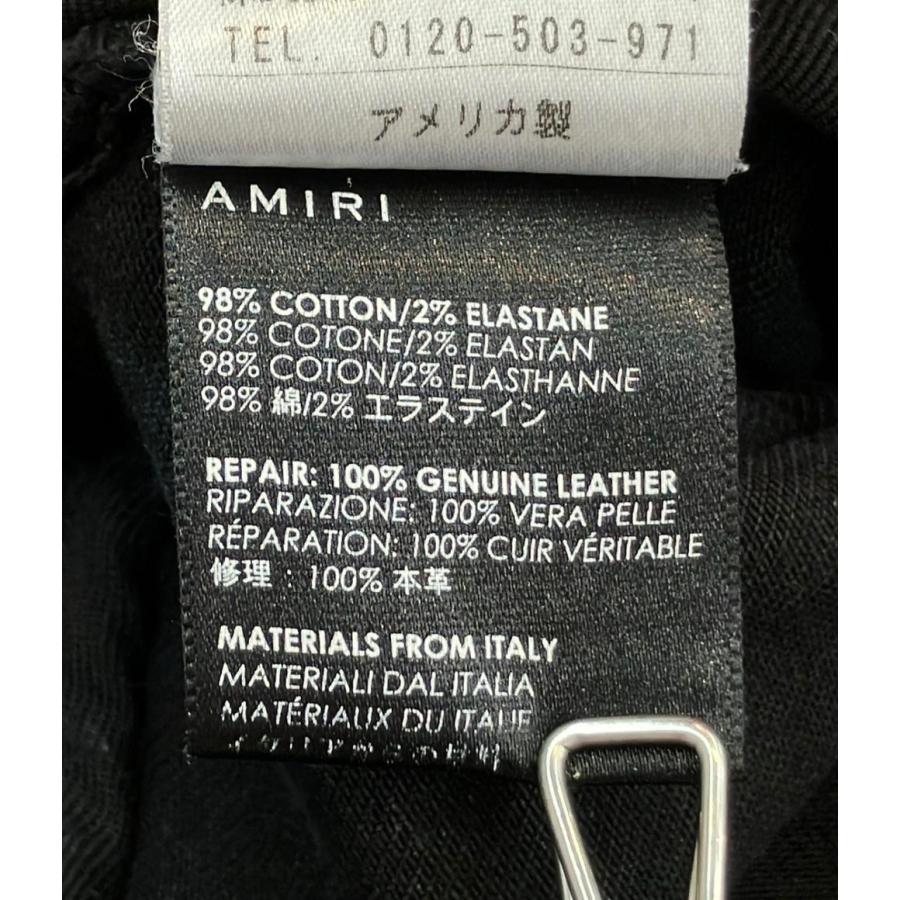 TEL. 0120-503-971
アメリカ製
AMIRI
98% COTTON/2% ELASTANE
98% COTONE/2% ELASTAN
98% COTON/2% ELASTHANNE
98% 綿/2% エラステイン
REPAIR: 100% GENUINE LEATHER
RIPARAZIONE: 100% VERA PELLE
RÉPARATION: 100% CUIR VÉRITABLE
修理：100% 本革
MATERIALS FROM ITALY
MATERIALI DAL ITALIA
MATÉRIAUX DU ITALIE